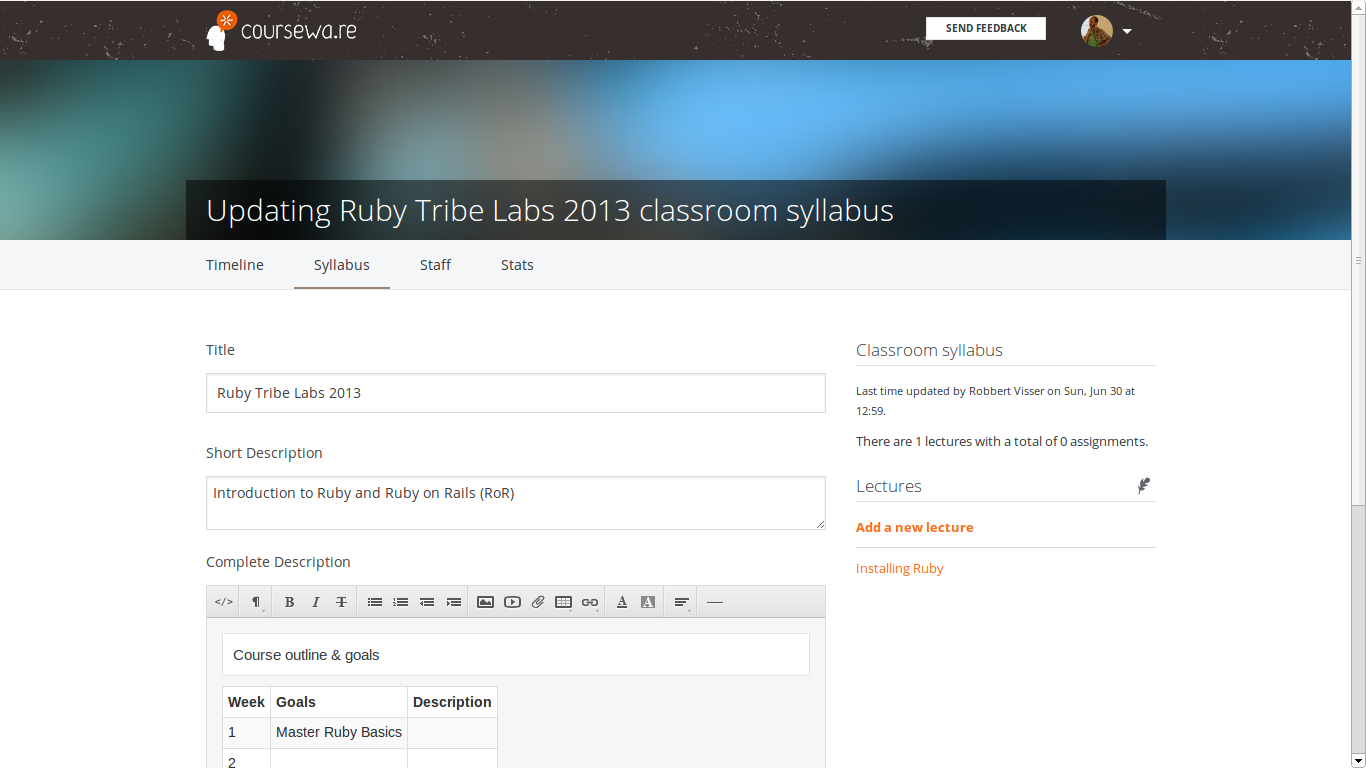 coursewa.re
SEND FEEDBACK
Updating Ruby Tribe Labs 2013 classroom syllabus
Timeline Syllabus Staff Stats
Title
Ruby Tribe Labs 2013
Short Description
Introduction to Ruby and Ruby on Rails (RoR)
Complete Description
</> ¶ B I T A A
Course outline & goals
Week Goals Description
1 Master Ruby Basics
2
Classroom syllabus
Last time updated by Robbert Visser on Sun, Jun 30 at
12:59.
There are 1 lectures with a total of 0 assignments.
Lectures
Add a new lecture
Installing Ruby